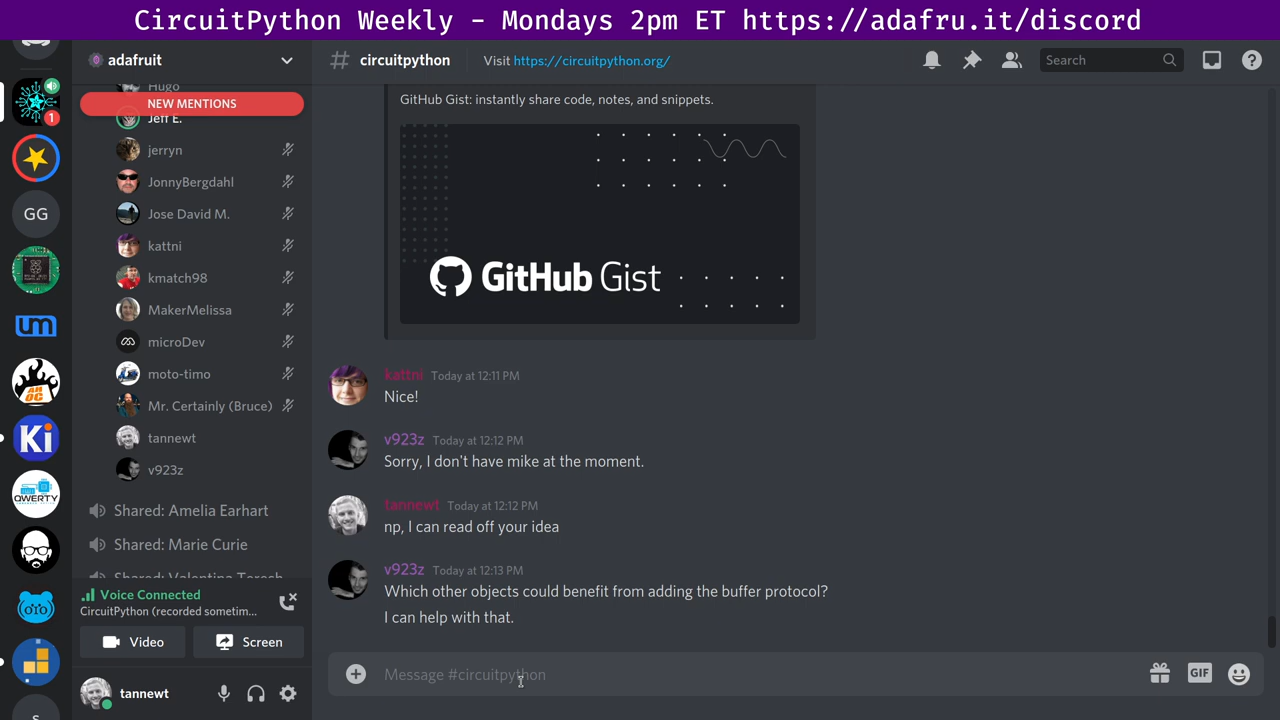 CircuitPython Weekly - Mondays 2pm ET https://adafru.it/discord
adafruit
# circuitpython
Visit https://circuitpython.org/
Search
Hugo
NEW MENTIONS
1
Jeff E.
jerryn
JonnyBergdahl
Jose David M.
GG
kattni
kmatch98
MakerMelissa
um
microDev
moto-timo
AHOC
Mr. Certainly (Bruce)
Ki
tannewt
v923z
QWERTY
Shared: Amelia Earhart
Shared: Marie Curie
Voice Connected
CircuitPython (recorded sometim...
Video
Screen
tannewt
GitHub Gist: instantly share code, notes, and snippets.
GitHub Gist
kattni Today at 12:11 PM
Nice!
v923z Today at 12:12 PM
Sorry, I don't have mike at the moment.
tannewt Today at 12:12 PM
np, I can read off your idea
v923z Today at 12:13 PM
Which other objects could benefit from adding the buffer protocol?
I can help with that.
Message #circuitpython
GIF